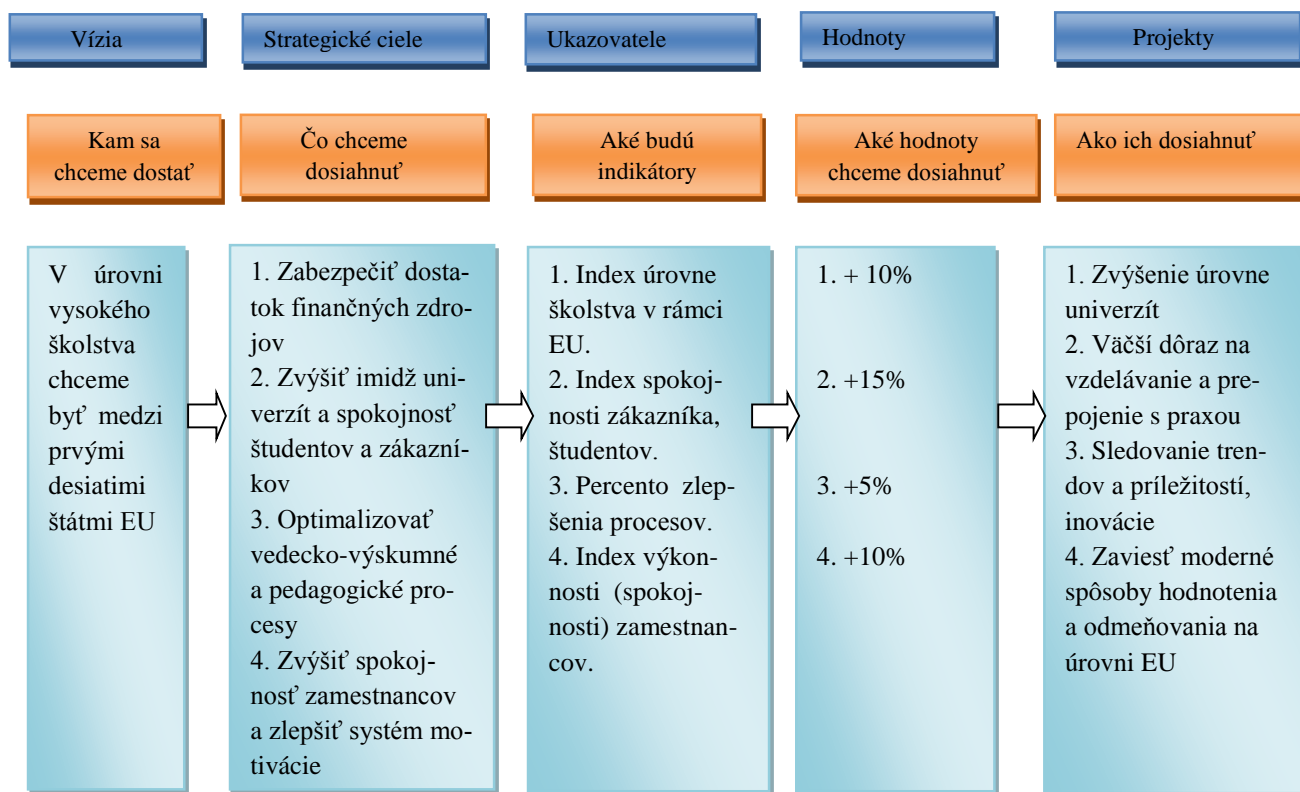 Vízia
Strategické ciele
Ukazovatele
Hodnoty
Projekty
Kam sa
chceme dostať
Čo chceme
dosiahnuť
Aké budú
indikátory
Aké hodnoty
chceme dosiahnuť
Ako ich dosiahnuť
V úrovni
vysokého
školstva
chceme
byť medzi
prvými
desiatimi
štátmi EU
1. Zabezpečiť dosta-
tok finančných zdro-
jov
2. Zvýšiť imidž uni-
verzít a spokojnosť
študentov a zákazní-
kov
3. Optimalizovať
vedecko-výskumné
a pedagogické pro-
cesy
4. Zvýšiť spokoj-
nosť zamestnancov
a zlepšiť systém mo-
tivácie
1. Index úrovne
školstva v rámci
EU.
2. Index spokoj-
nosti zákazníka,
študentov.
3. Percento zlep-
šenia procesov.
4. Index výkon-
nosti (spokoj-
nosti) zamestnan-
cov.
1. + 10%
2. +15%
3. +5%
4. +10%
1. Zvýšenie úrovne
univerzít
2. Väčší dôraz na
vzdelávanie a pre-
pojenie s praxou
3. Sledovanie tren-
dov a príležitostí,
inovácie
4. Zaviesť moderné
spôsoby hodnotenia
a odmeňovania na
úrovni EU